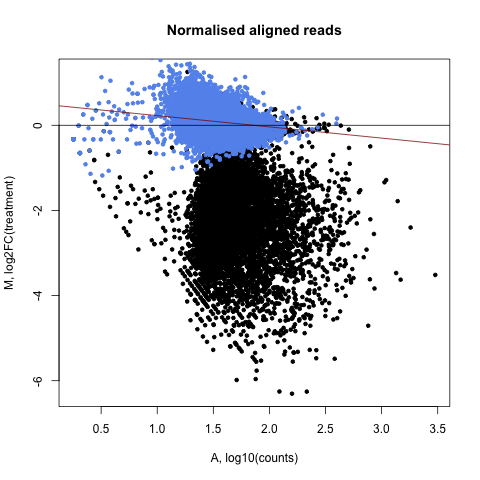 Normalised aligned reads
M, log2FC(treatment)
0
-2
-4
-6
0.5 1.0 1.5 2.0 2.5 3.0 3.5
A, log10(counts)